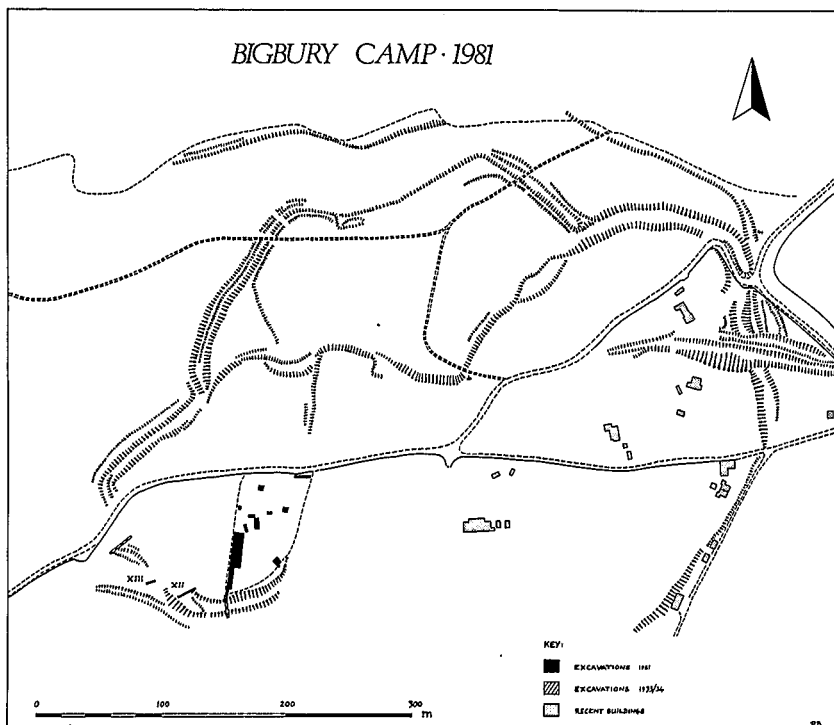 BIGBURY CAMP · 1981
XIII
XII
KEY:
EXCAVATIONS 1981
EXCAVATIONS 1933/34
RECENT BUILDINGS
0 100 200 300 m